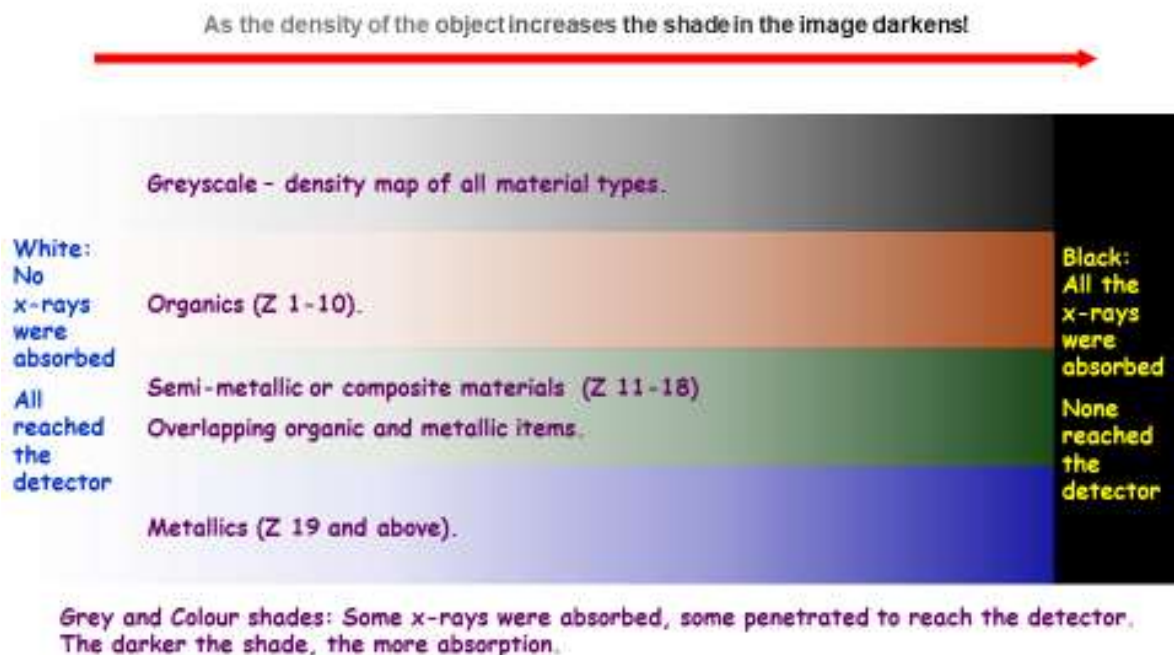 As the density of the object increases the shade in the image darkens!
Greyscale - density map of all material types.
White:
No
x-rays
were
absorbed
All
reached
the
detector
Organics (Z 1-10).
Semi-metallic or composite materials (Z 11-18)
Overlapping organic and metallic items.
Metallics (Z 19 and above).
Black:
All the
x-rays
were
absorbed
None
reached
the
detector
Grey and Colour shades: Some x-rays were absorbed, some penetrated to reach the detector.
The darker the shade, the more absorption.